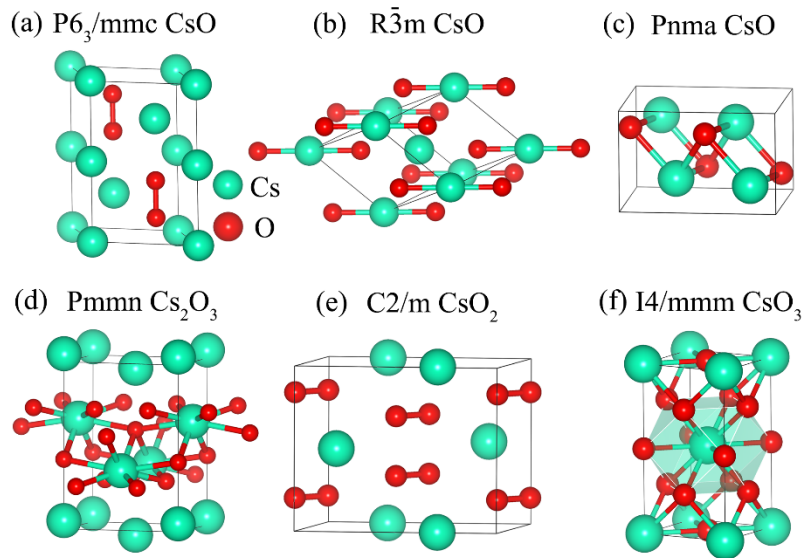 (a) P6₃/mmc CsO
(b) R3̅m CsO
(c) Pnma CsO
Cs
O
(d) Pmmn Cs₂O₃
(e) C2/m CsO₂
(f) I4/mmm CsO₃